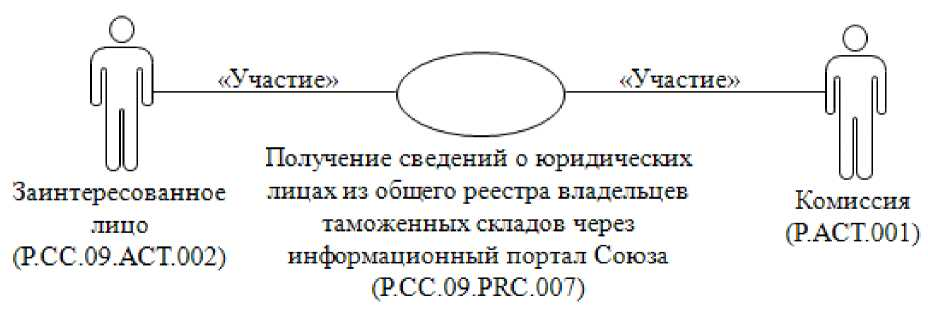 «Участие»
«Участие»
Заинтересованное
лицо
(P.CC.09.ACT.002)
Получение сведений о юридических
лицах из общего реестра владельцев
таможенных складов через
информационный портал Союза
(P.CC.09.PRC.007)
Комиссия
(P.ACT.001)